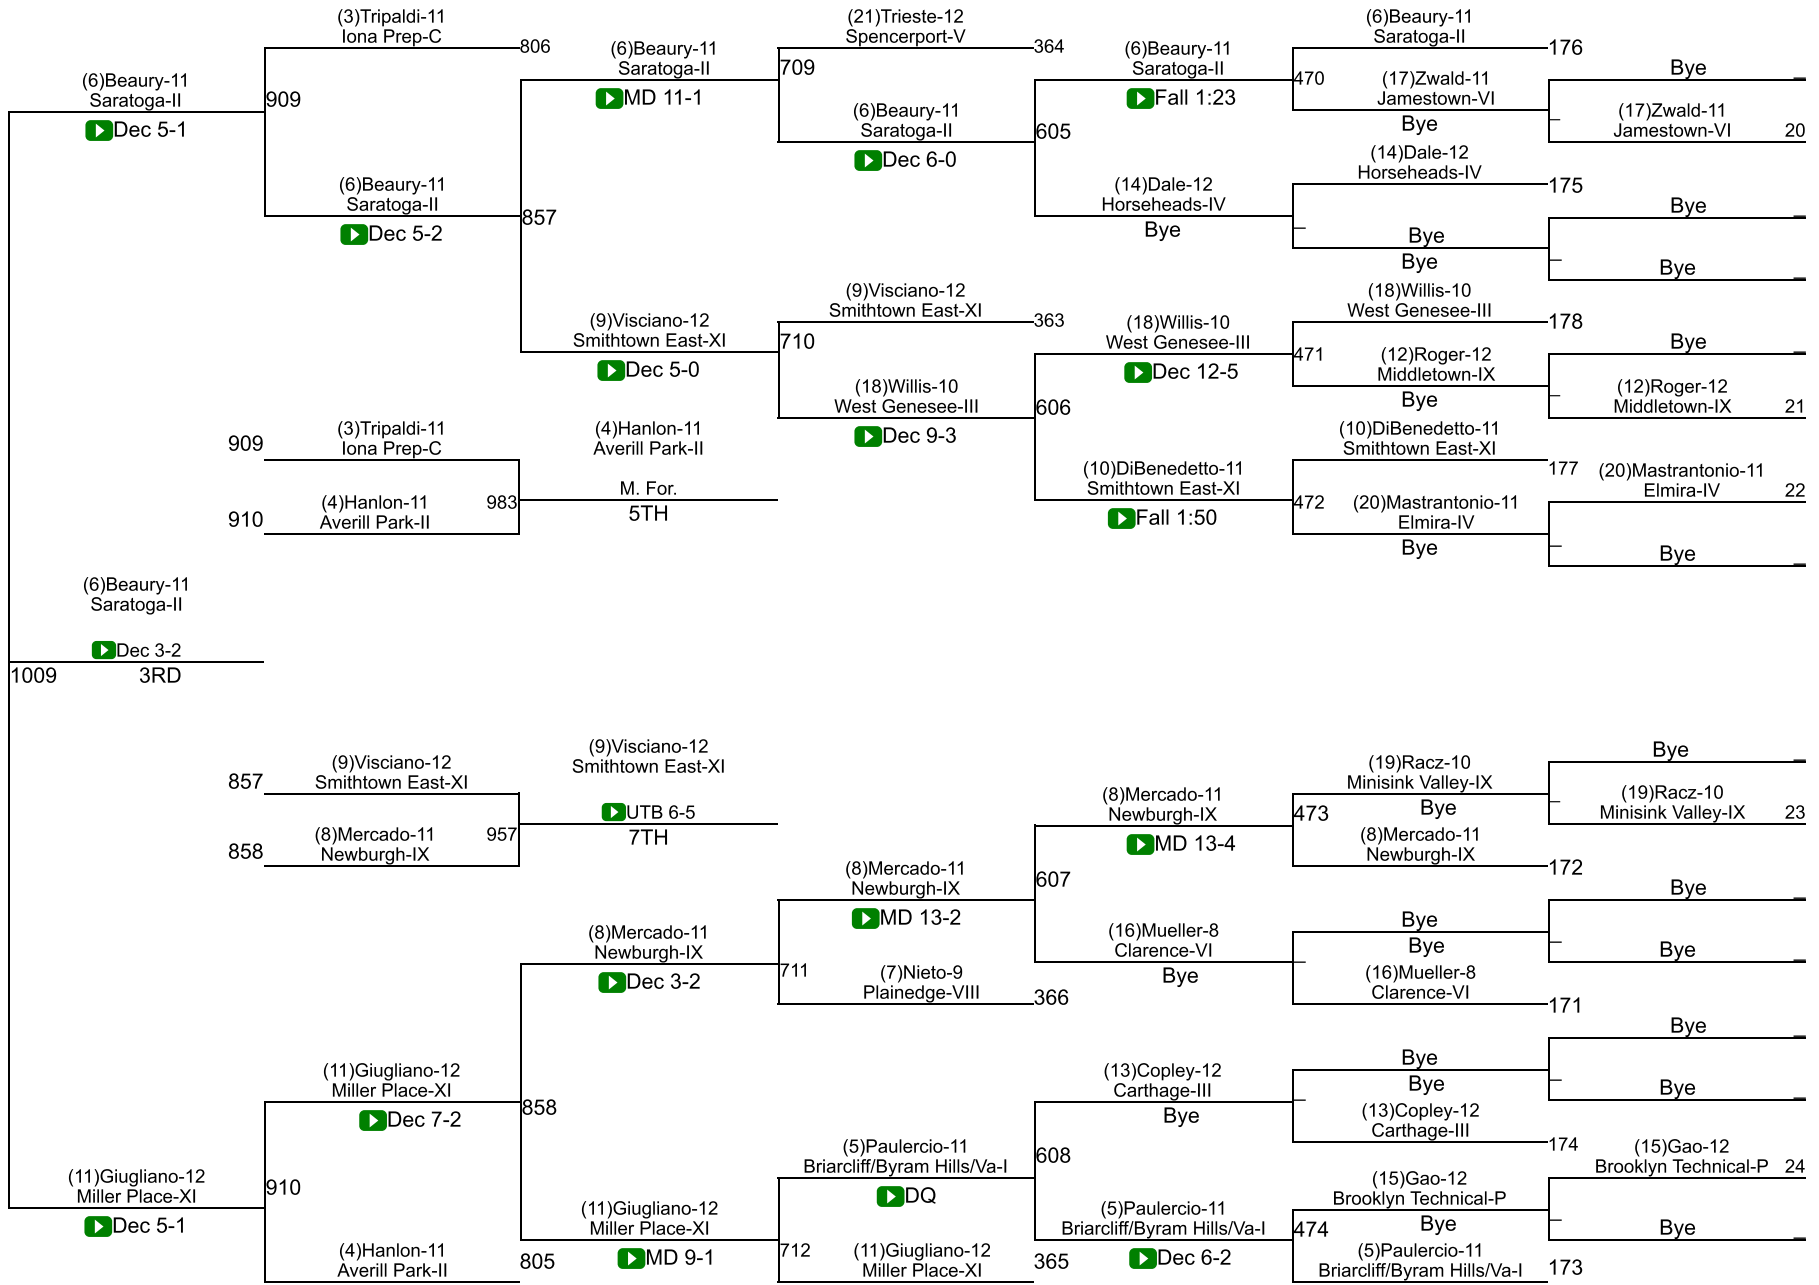 (3)Tripaldi-11
Iona Prep-C
806
(6)Beaury-11
Saratoga-II
Dec 5-1
909
(6)Beaury-11
Saratoga-II
Dec 5-2
(6)Beaury-11
Saratoga-II
MD 11-1
857
(21)Trieste-12
Spencerport-V
364
709
(6)Beaury-11
Saratoga-II
Dec 6-0
(6)Beaury-11
Saratoga-II
Fall 1:23
605
(14)Dale-12
Horseheads-IV
Bye
(6)Beaury-11
Saratoga-II
176
470
(17)Zwald-11
Jamestown-VI
Bye
Bye
(17)Zwald-11
Jamestown-VI
20
(14)Dale-12
Horseheads-IV
175
Bye
Bye
Bye
Bye
(9)Visciano-12
Smithtown East-XI
Dec 5-0
(9)Visciano-12
Smithtown East-XI
363
710
(18)Willis-10
West Genesee-III
Dec 9-3
(18)Willis-10
West Genesee-III
Dec 12-5
606
(10)DiBenedetto-11
Smithtown East-XI
Fall 1:50
(18)Willis-10
West Genesee-III
178
471
(12)Roger-12
Middletown-IX
Bye
Bye
(12)Roger-12
Middletown-IX
21
(10)DiBenedetto-11
Smithtown East-XI
177
472
(20)Mastrantonio-11
Elmira-IV
Bye
(20)Mastrantonio-11
Elmira-IV
22
Bye
909
(3)Tripaldi-11
Iona Prep-C
910
(4)Hanlon-11
Averill Park-II
983
(4)Hanlon-11
Averill Park-II
M. For.
5TH
(6)Beaury-11
Saratoga-II
Dec 3-2
1009
3RD
857
(9)Visciano-12
Smithtown East-XI
858
(8)Mercado-11
Newburgh-IX
957
(9)Visciano-12
Smithtown East-XI
UTB 6-5
7TH
(8)Mercado-11
Newburgh-IX
Dec 3-2
(8)Mercado-11
Newburgh-IX
MD 13-2
711
(7)Nieto-9
Plainedge-VIII
366
(8)Mercado-11
Newburgh-IX
MD 13-4
607
(16)Mueller-8
Clarence-VI
Bye
(19)Racz-10
Minisink Valley-IX
473
Bye
(8)Mercado-11
Newburgh-IX
172
Bye
(19)Racz-10
Minisink Valley-IX
23
Bye
Bye
(16)Mueller-8
Clarence-VI
171
Bye
Bye
(11)Giugliano-12
Miller Place-XI
Dec 7-2
858
(11)Giugliano-12
Miller Place-XI
Dec 5-1
910
(4)Hanlon-11
Averill Park-II
805
(11)Giugliano-12
Miller Place-XI
MD 9-1
(5)Paulercio-11
Briarcliff/Byram Hills/Va-I
DQ
712
(11)Giugliano-12
Miller Place-XI
365
(13)Copley-12
Carthage-III
Bye
608
(5)Paulercio-11
Briarcliff/Byram Hills/Va-I
Dec 6-2
Bye
Bye
(13)Copley-12
Carthage-III
174
Bye
Bye
(15)Gao-12
Brooklyn Technical-P
474
Bye
(5)Paulercio-11
Briarcliff/Byram Hills/Va-I
173
(15)Gao-12
Brooklyn Technical-P
24
Bye